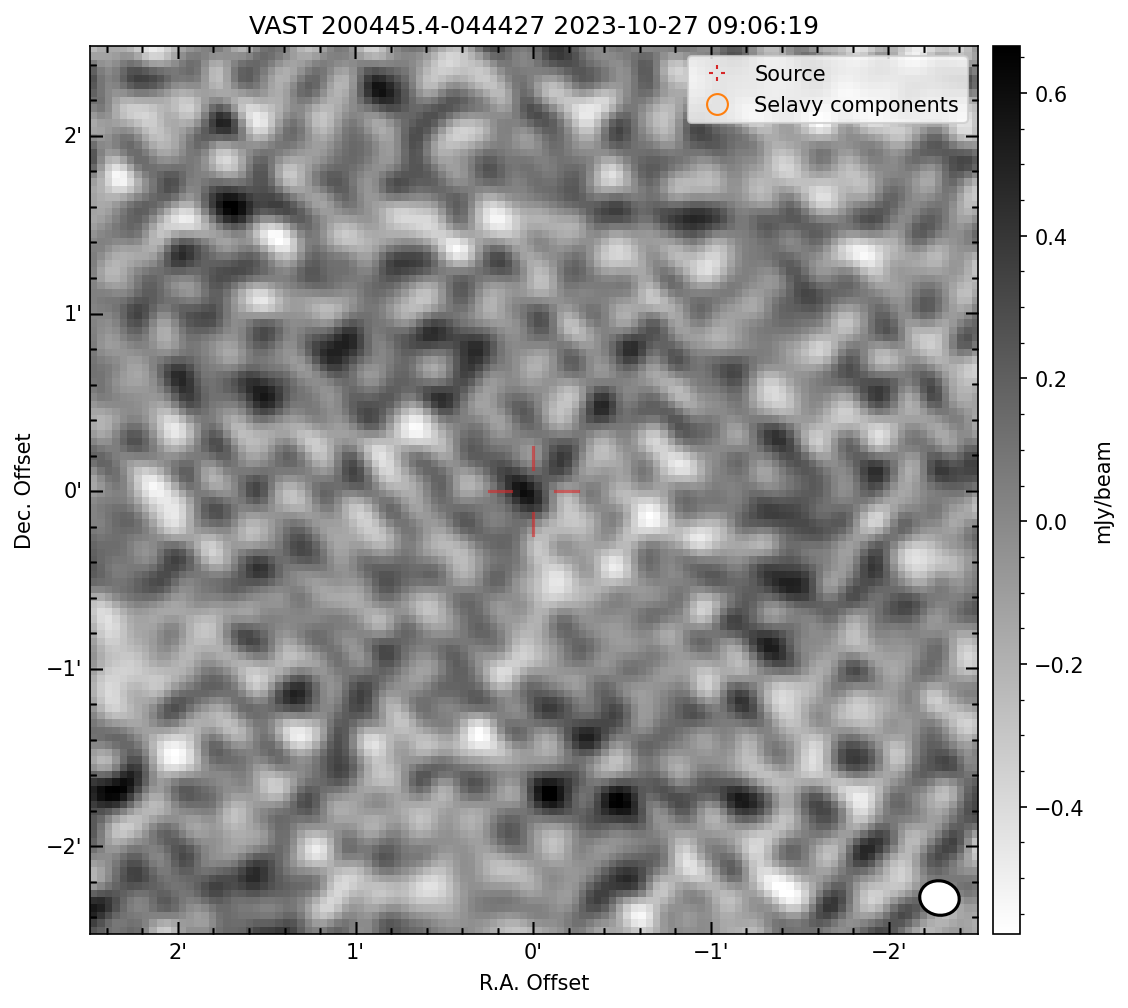 VAST 200445.4-044427 2023-10-27 09:06:19
Source
Selavy components
2'
1'
0'
−1'
−2'
Dec. Offset
2'
1'
0'
−1'
−2'
R.A. Offset
0.6
0.4
0.2
0.0
−0.2
−0.4
mJy/beam